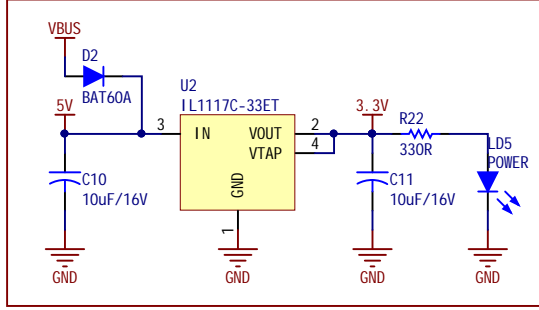 VBUS
D2
BAT60A
5V
U2
IL1117C-33ET
3
IN
VOUT
2
VTAP
4
GND
1
3.3V
R22
330R
LD5
POWER
C10
10uF/16V
C11
10uF/16V
GND
GND
GND
GND